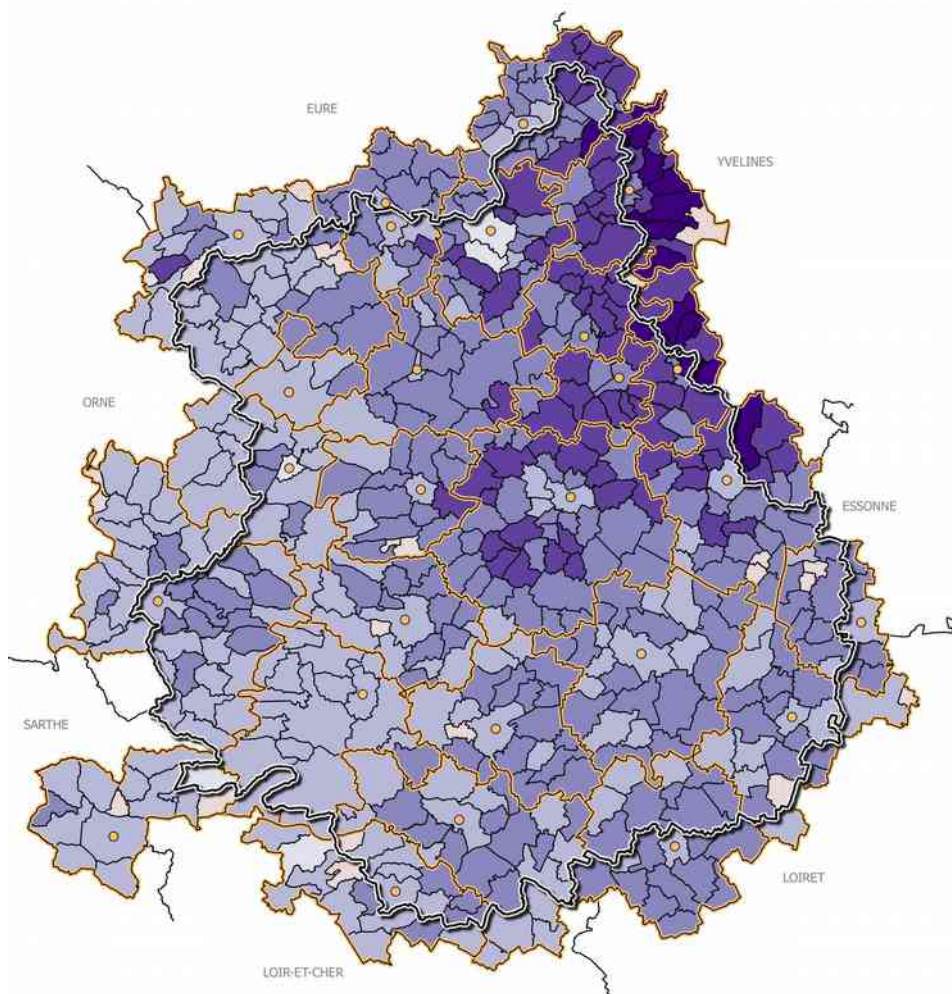 EURE
YVELINES
ORNE
ESSONNE
SARTHE
LOIRET
LOIR-ET-CHER